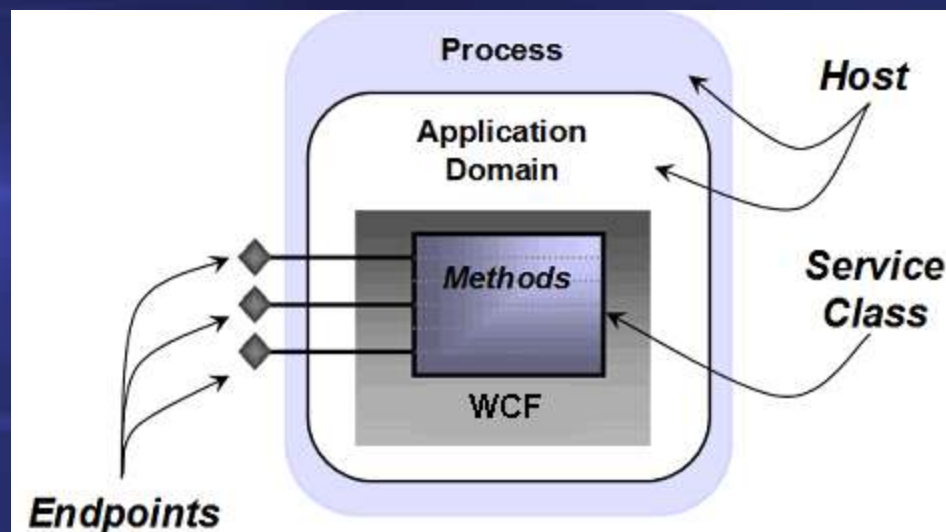 Process
Host
Application
Domain
Methods
Service
Class
WCF
Endpoints